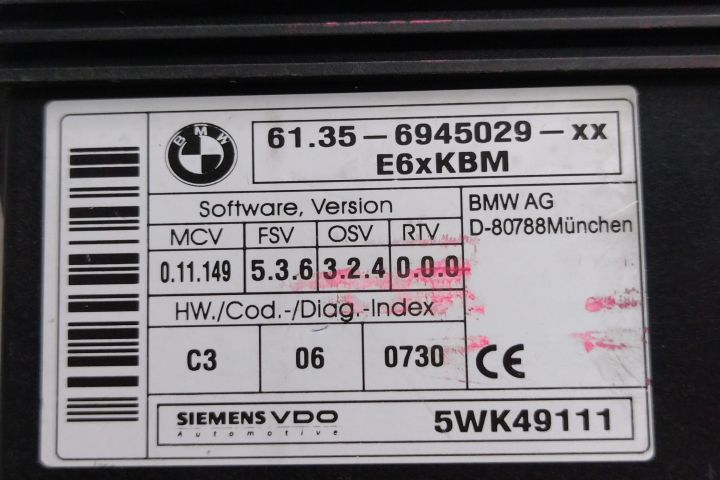 BMW
61.35-6945029-xx
E6xKBM
Software, Version
MCV FSV OSV RTV
0.11.149 5.3.6 3.2.4 0.0.0
HW./Cod.-/Diag.-Index
C3 06 0730
BMW AG
D-80788München
CE
SIEMENS VDO
Automotive
5WK49111